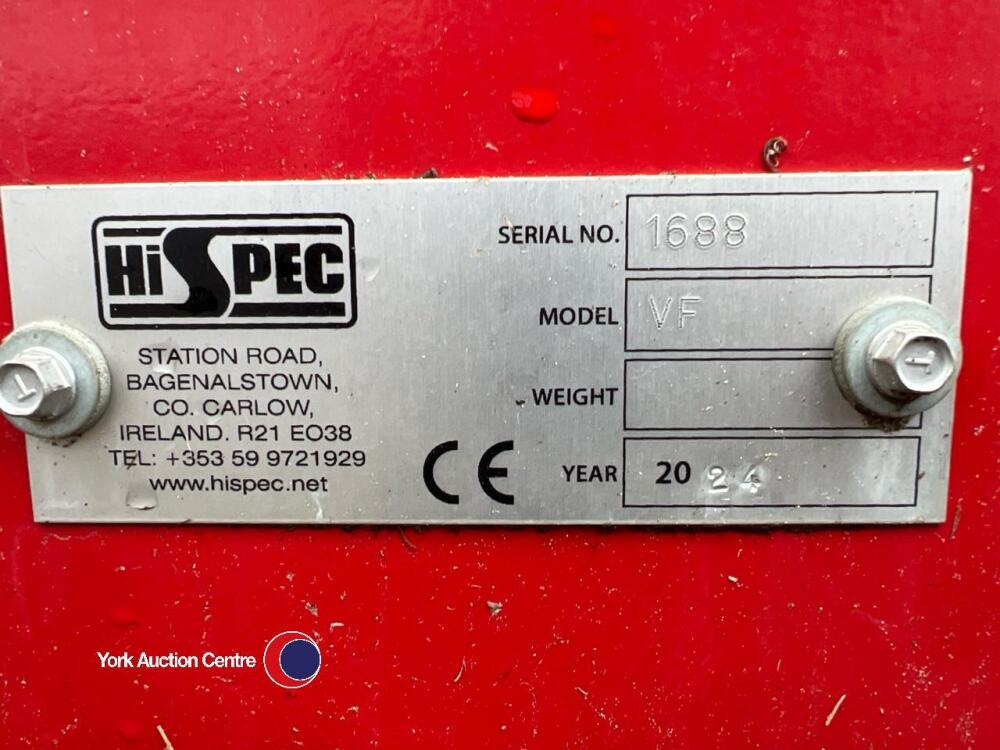 HiSPEC
STATION ROAD,
BAGENALSTOWN,
CO. CARLOW,
IRELAND. R21 EO38
TEL: +353 59 9721929
www.hispec.net
CE
SERIAL NO. 1688
MODEL VF
WEIGHT
YEAR 20 24
York Auction Centre